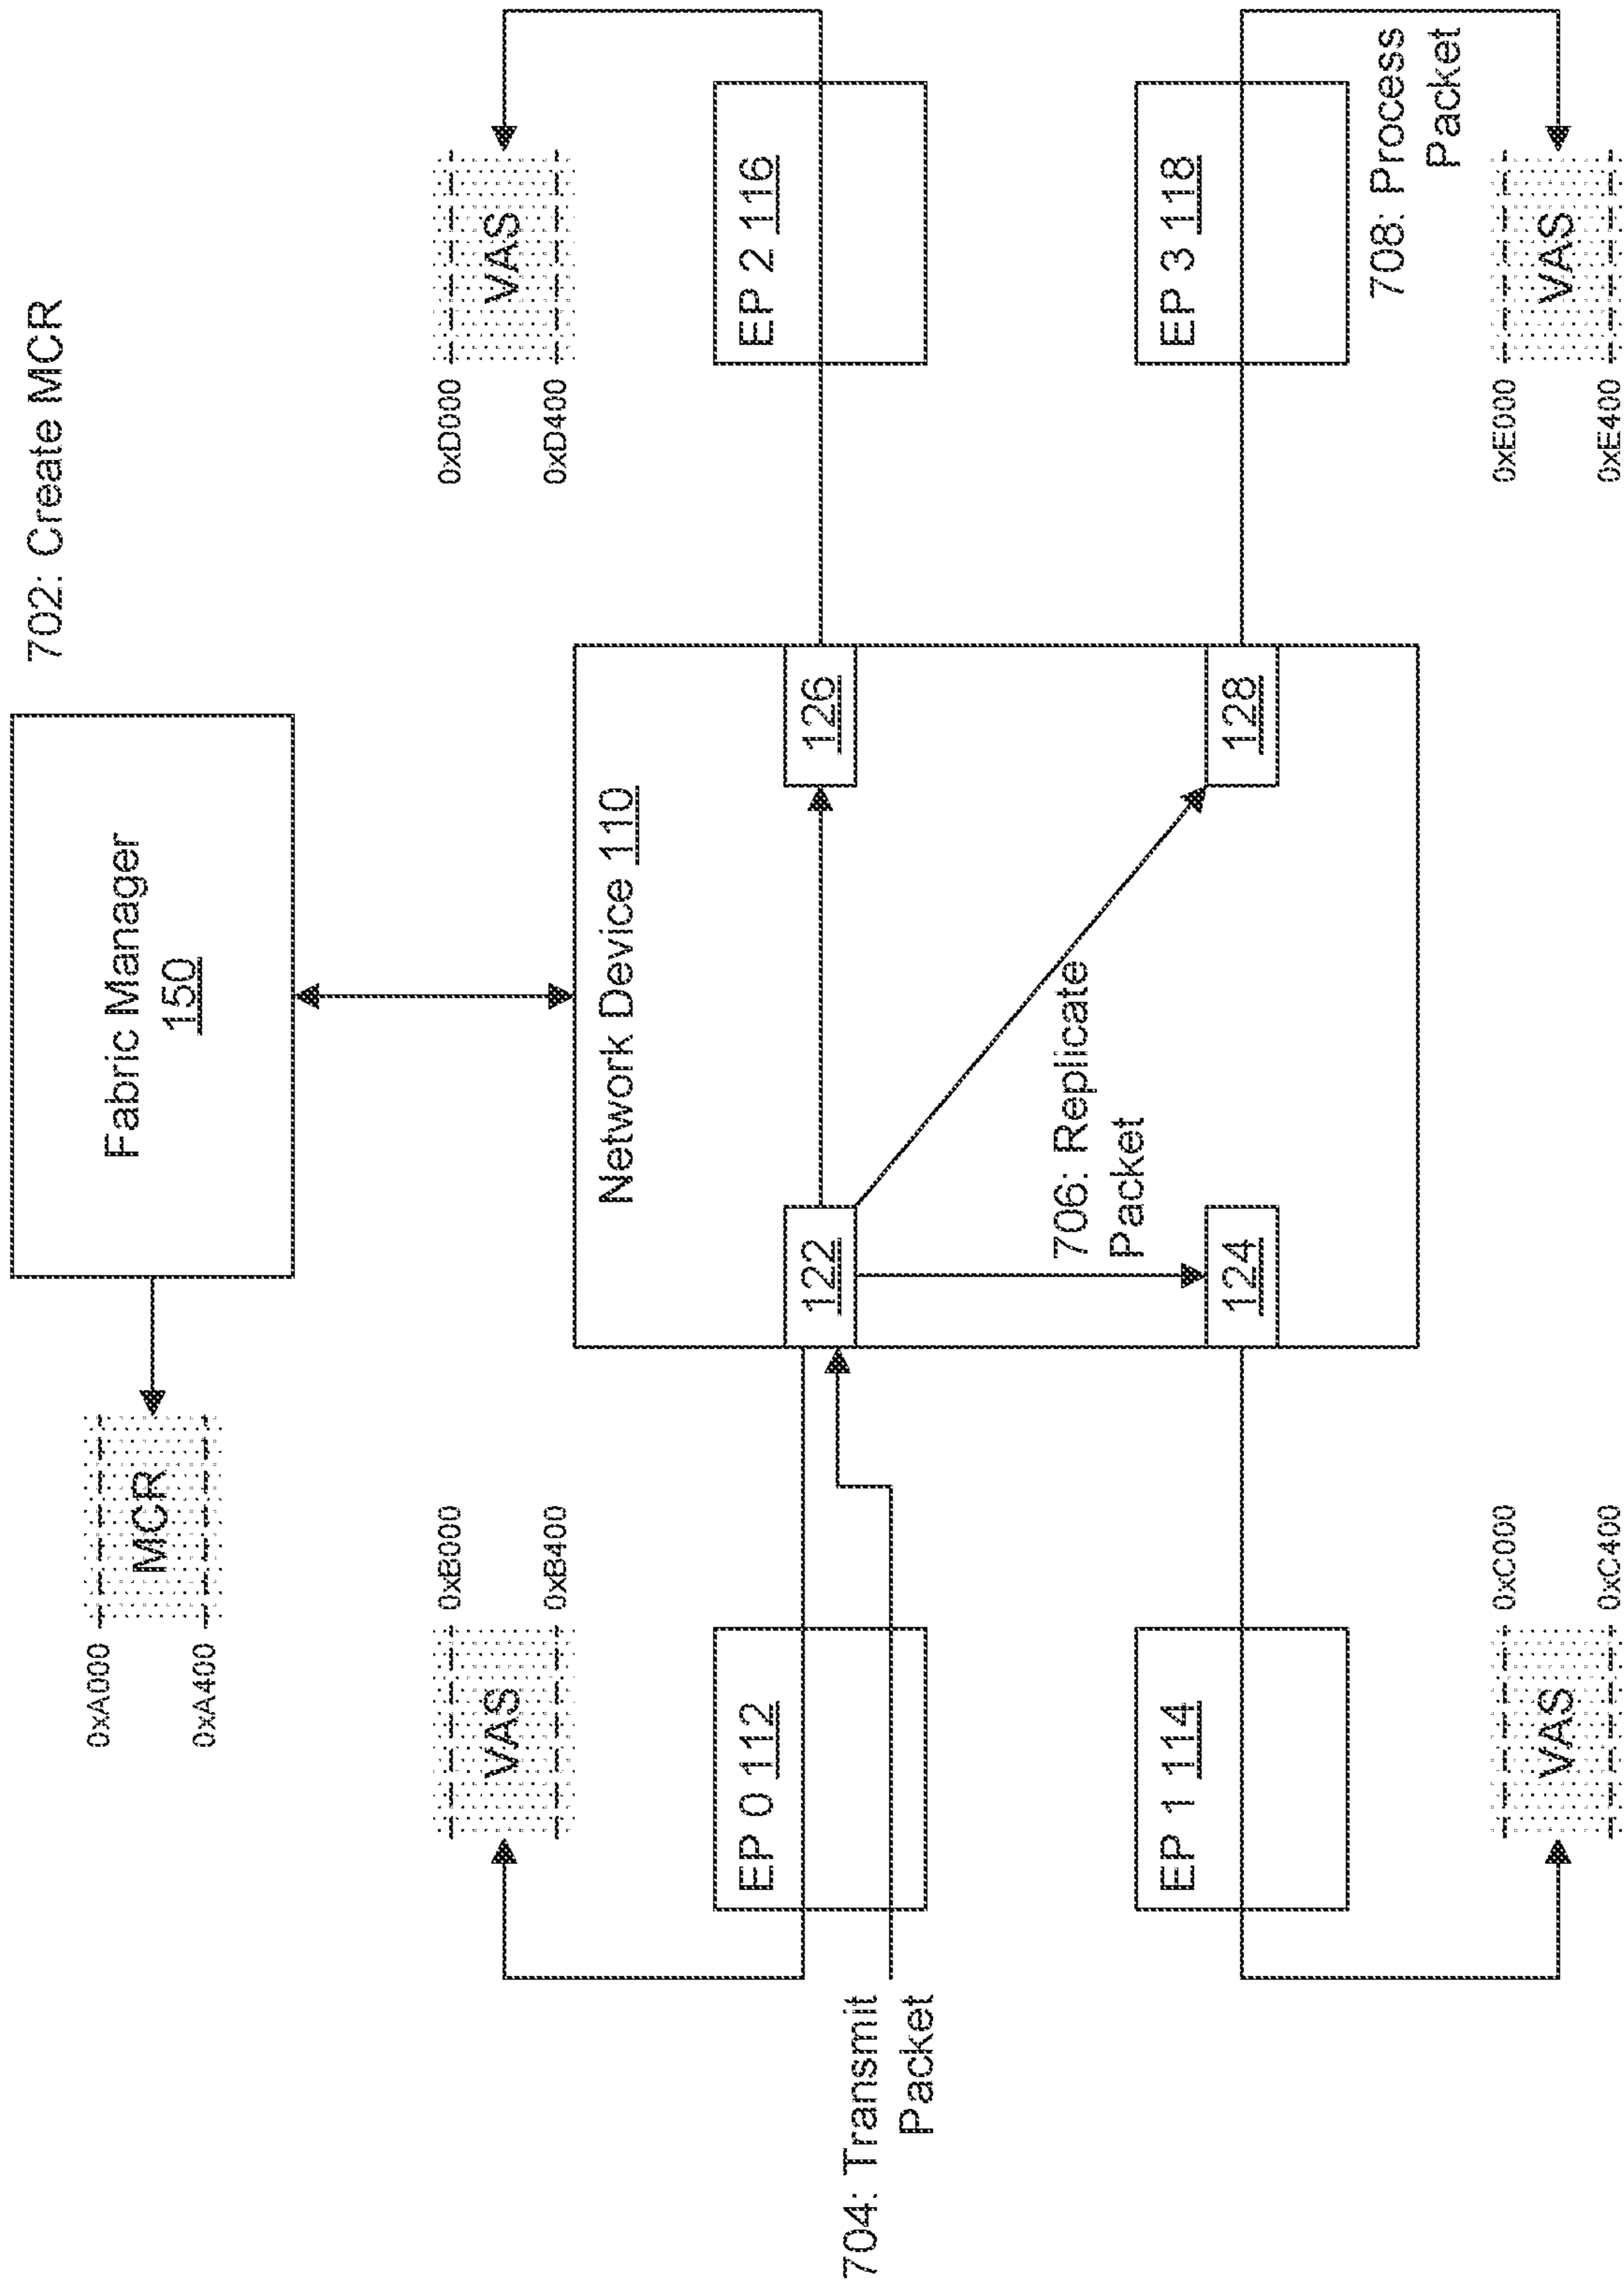 702: Create MCR
Fabric Manager
150
0xA000
MCR
0xA400
0xB000
VAS
0xB400
0xD000
VAS
0xD400
Network Device 110
EP 0 112
122
126
EP 2 116
704: Transmit
Packet
706: Replicate
Packet
EP 1 114
124
128
EP 3 118
708: Process
Packet
0xC000
VAS
0xC400
0xE000
VAS
0xE400